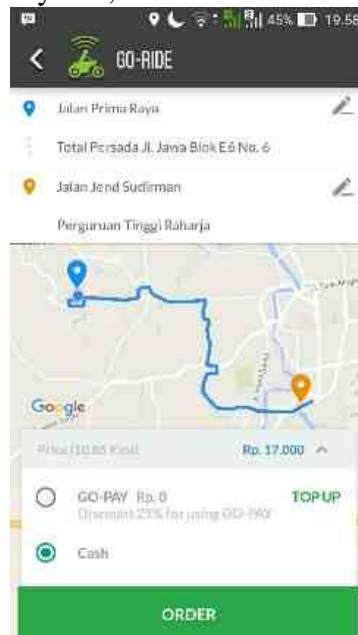 45% 19.58
GO-RIDE
Jalan Prima Raya
Total Persada Jl. Jawa Blok E6 No. 6
Jalan Jend Sudirman
Perguruan Tinggi Raharja
Google
Rp. 17.000
GO-PAY Rp. 0
TOP UP
Discount 25% for using GO-PAY
Cash
ORDER